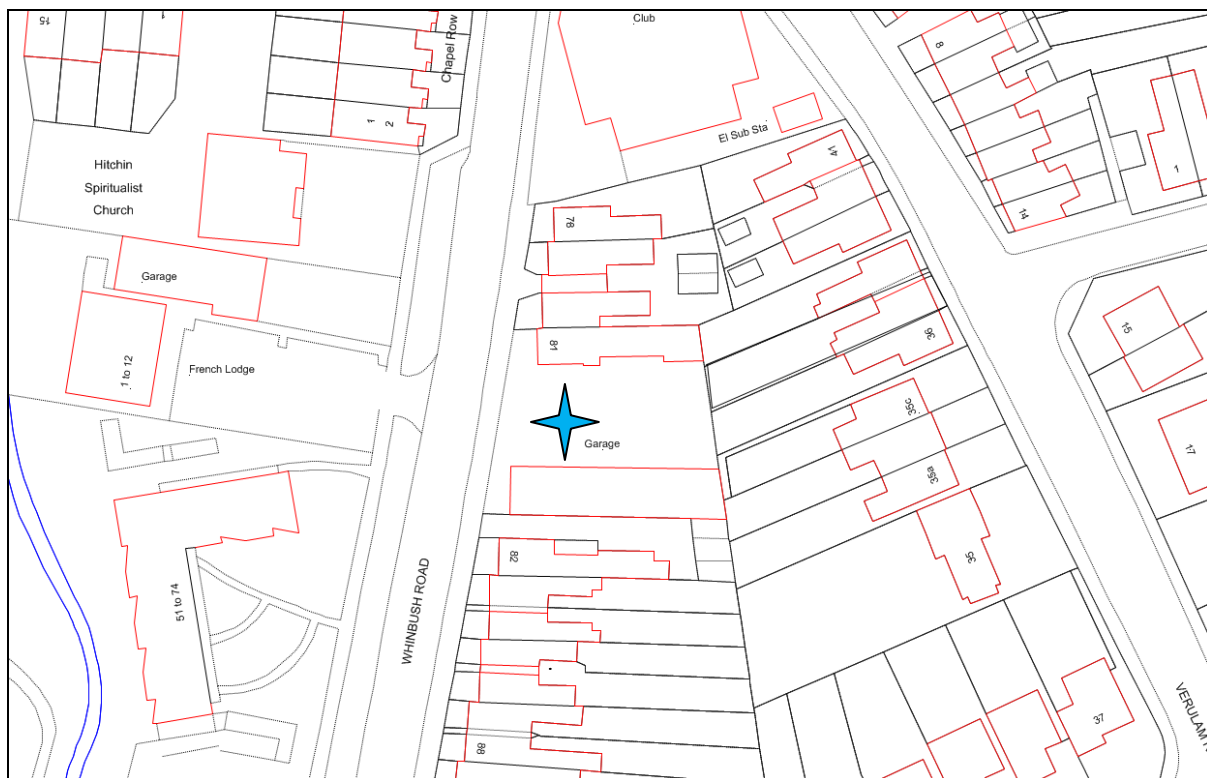 15
1
Chapel Row
Club
8
El Sub Sta
41
1
2
1
14
Hitchin
Spiritualist
Church
78
Garage
81
36
15
1 to 12
French Lodge
35c
Garage
35a
17
82
35
51 to 74
WHINBUSH ROAD
88
37
VERULAM